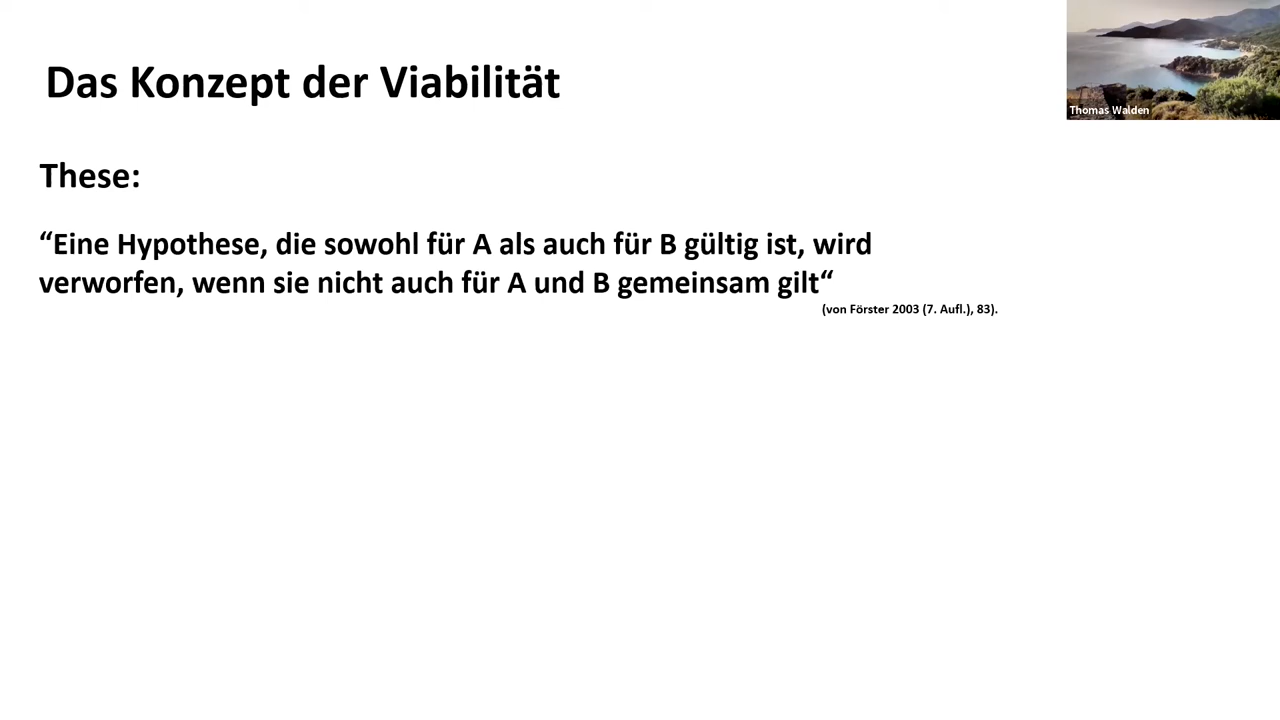 Das Konzept der Viabilität
Thomas Walden
These:
“Eine Hypothese, die sowohl für A als auch für B gültig ist, wird
verworfen, wenn sie nicht auch für A und B gemeinsam gilt“
(von Förster 2003 (7. Aufl.), 83).